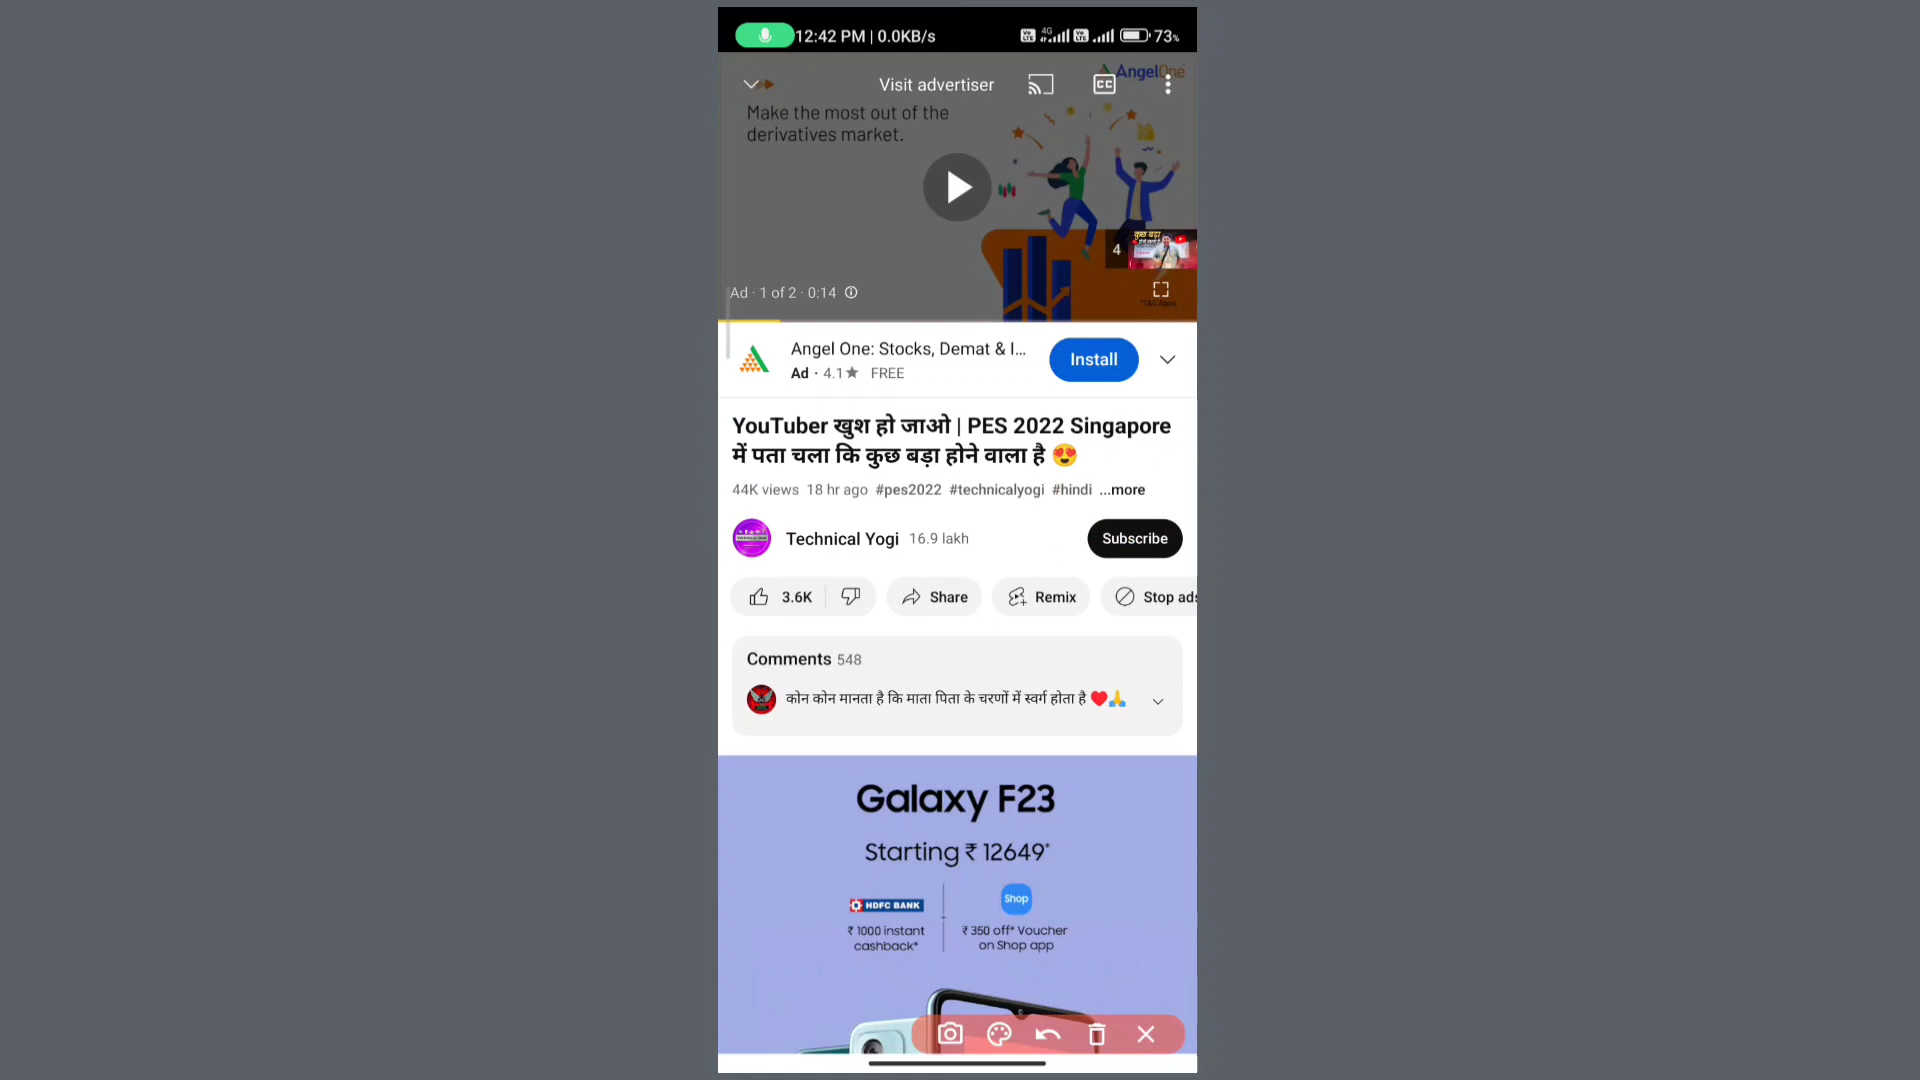 12:42 PM | 0.0KB/s 4G 73%
AngelOne
Visit advertiser CC
Make the most out of the
derivatives market.
कुछ बड़ा
4
Ad · 1 of 2 · 0:14
Angel One: Stocks, Demat & I... Install
Ad · 4.1★ FREE
YouTuber खुश हो जाओ | PES 2022 Singapore
में पता चला कि कुछ बड़ा होने वाला है 😍
44K views 18 hr ago #pes2022 #technicalyogi #hindi ...more
Technical Yogi 16.9 lakh Subscribe
3.6K Share Remix Stop ads
Comments 548
कोन कोन मानता है कि माता पिता के चरणों में स्वर्ग होता है ❤️🙏
Galaxy F23
Starting ₹ 12649*
HDFC BANK Shop
₹ 1000 instant ₹ 350 off* Voucher
cashback* on Shop app